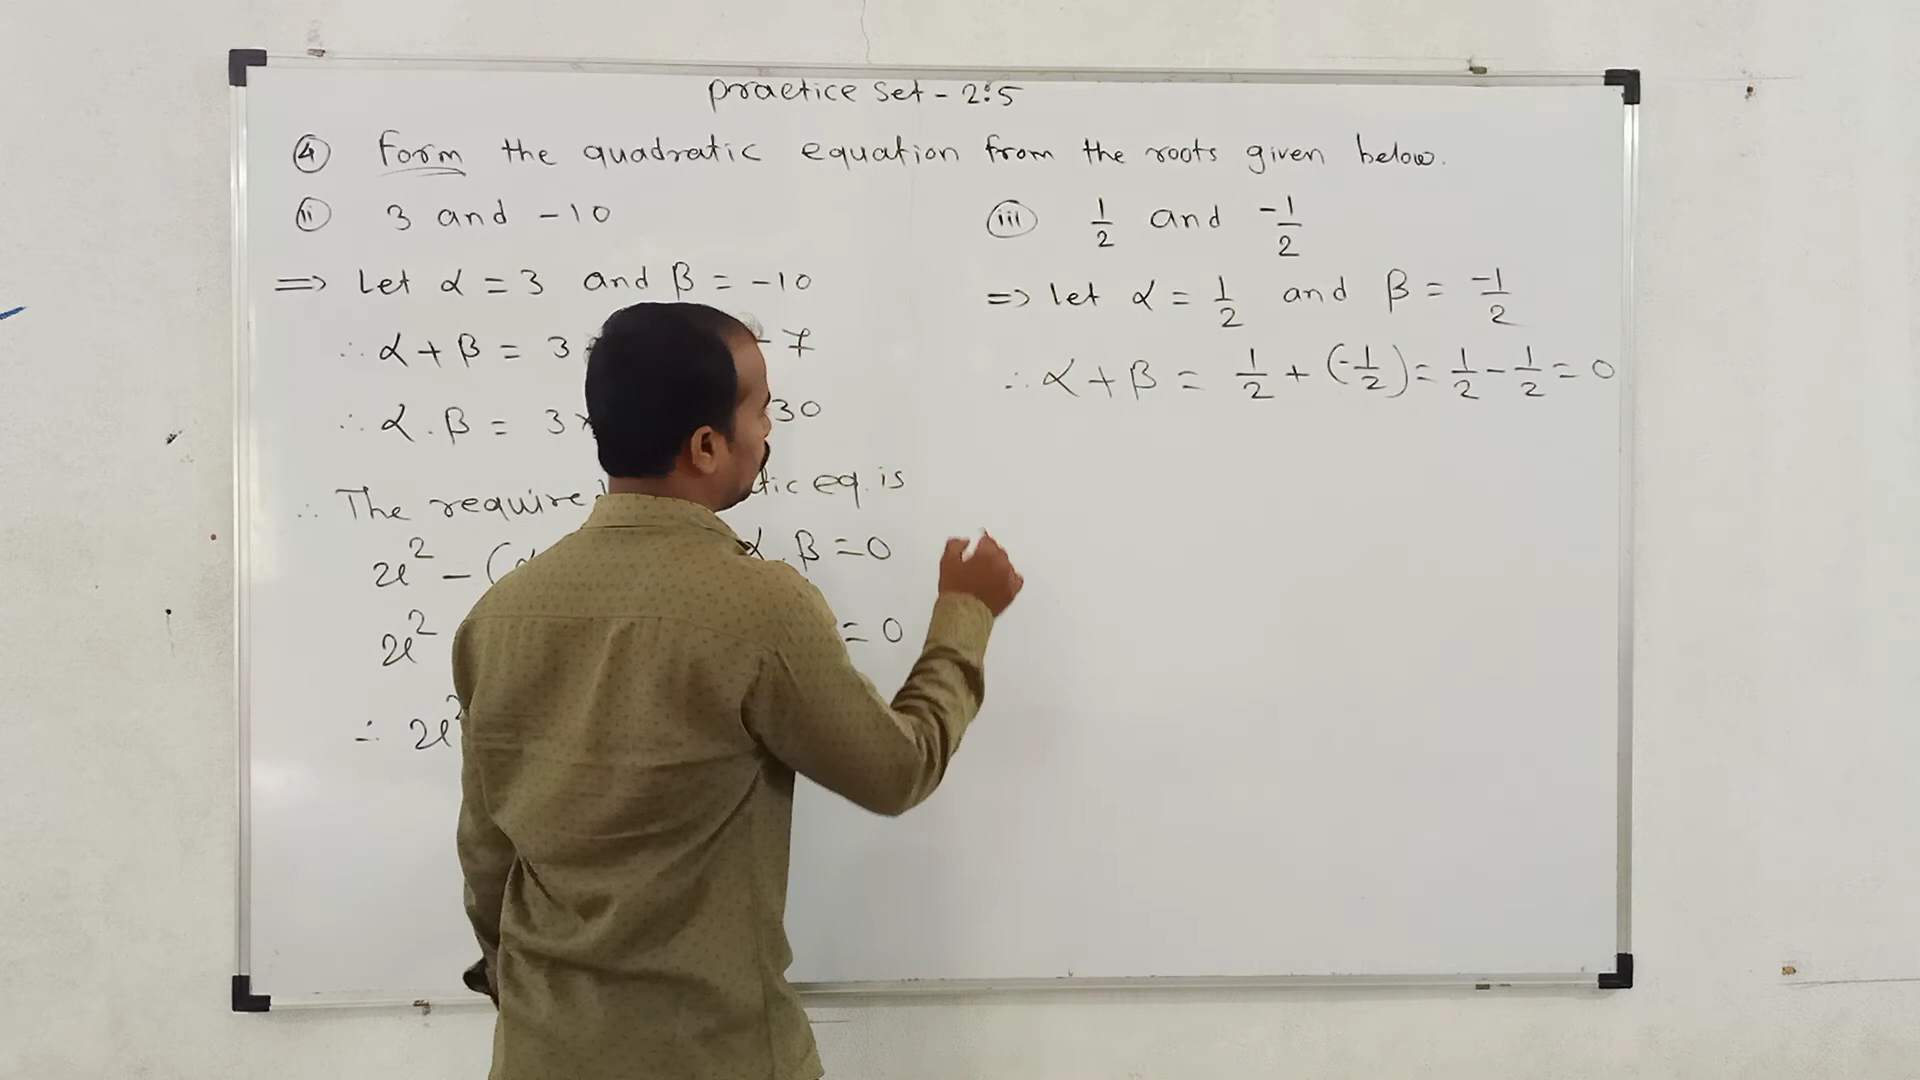 Practice Set - 2.5
④ Form the quadratic equation from the roots given below.
ii 3 and -10
=> Let α = 3 and β = -10
∴ α + β = 3 - 7
∴ α . β = 3 × 30
∴ The require tic eq. is
x² - (α α . β = 0
x² = 0
∴ x²
iii 1/2 and -1/2
=> let α = 1/2 and β = -1/2
∴ α + β = 1/2 + (-1/2) = 1/2 - 1/2 = 0